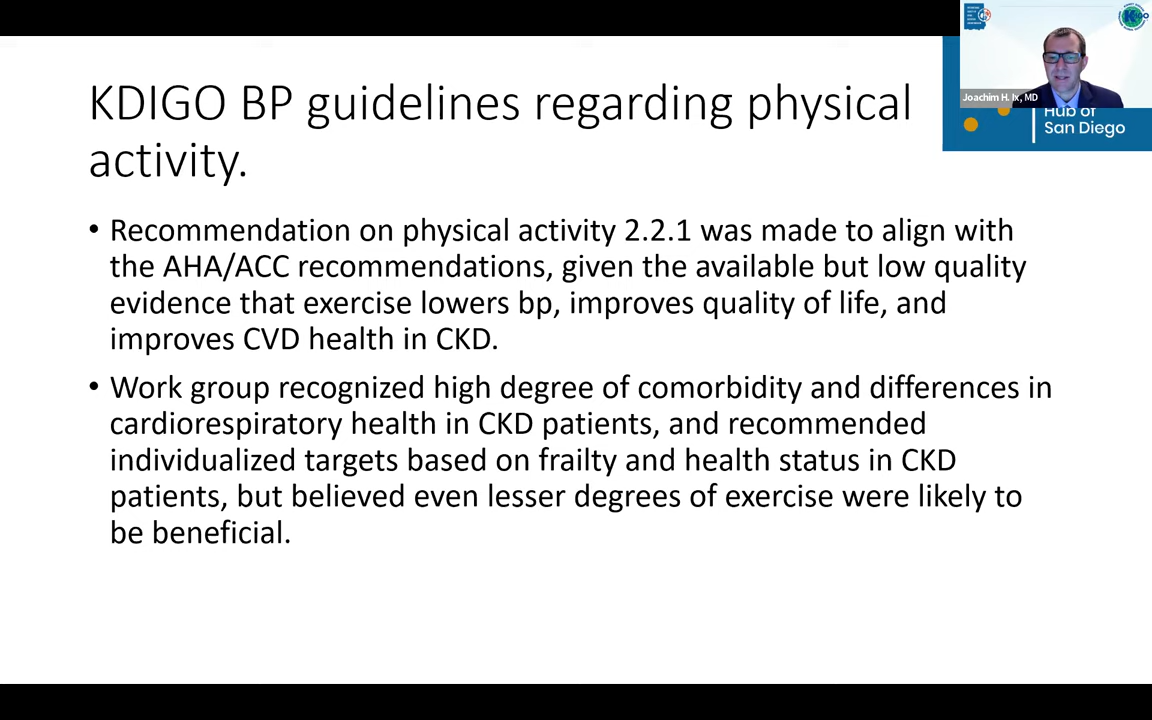 KDIGO BP guidelines regarding physical
activity.
• Recommendation on physical activity 2.2.1 was made to align with
the AHA/ACC recommendations, given the available but low quality
evidence that exercise lowers bp, improves quality of life, and
improves CVD health in CKD.
• Work group recognized high degree of comorbidity and differences in
cardiorespiratory health in CKD patients, and recommended
individualized targets based on frailty and health status in CKD
patients, but believed even lesser degrees of exercise were likely to
be beneficial.
Joachim H. Ix, MD
Hub of
San Diego